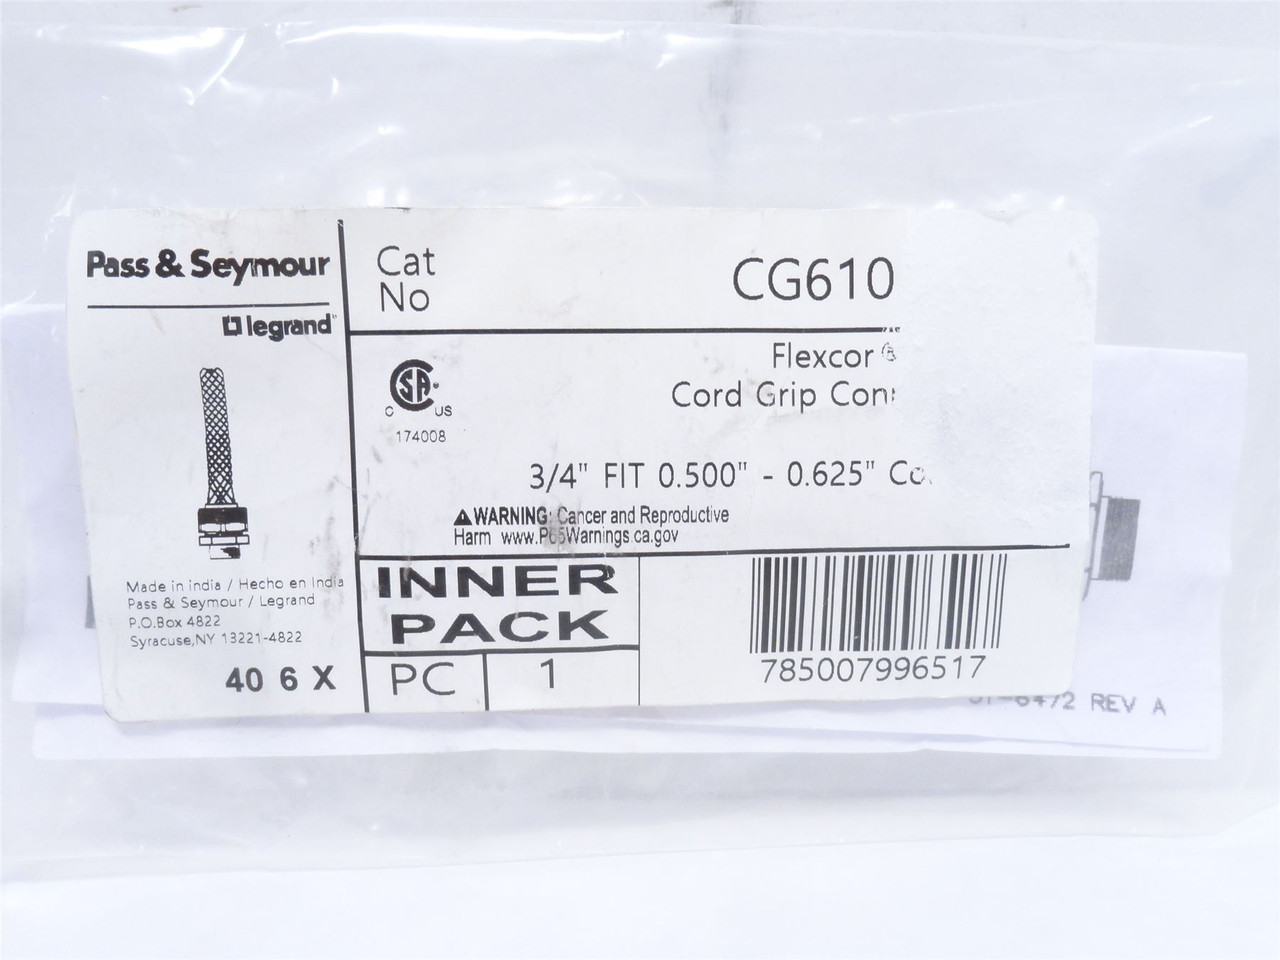 Pass & Seymour
legrand
Cat
No
CG610
Flexcor ®
Cord Grip
3/4" FIT 0.500" - 0.625"
C US
174008
WARNING: Cancer and Reproductive
Harm www.P65Warnings.ca.gov
Made in india / Hecho en India
Pass & Seymour / Legrand
P.O.Box 4822
Syracuse,NY 13221-4822
40 6 X
INNER
PACK
PC 1
785007996517
REV A